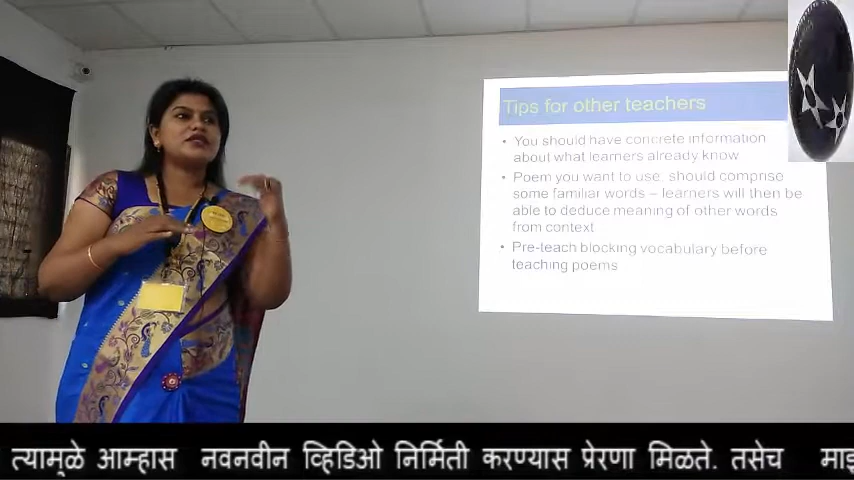 Tips for other teachers
• You should have concrete information
about what learners already know
• Poem you want to use, should comprise
some familiar words – learners will then be
able to deduce meaning of other words
from context
• Pre-teach blocking vocabulary before
teaching poems
त्यामुळे आम्हास नवनवीन व्हिडिओ निर्मिती करण्यास प्रेरणा मिळते. तसेच